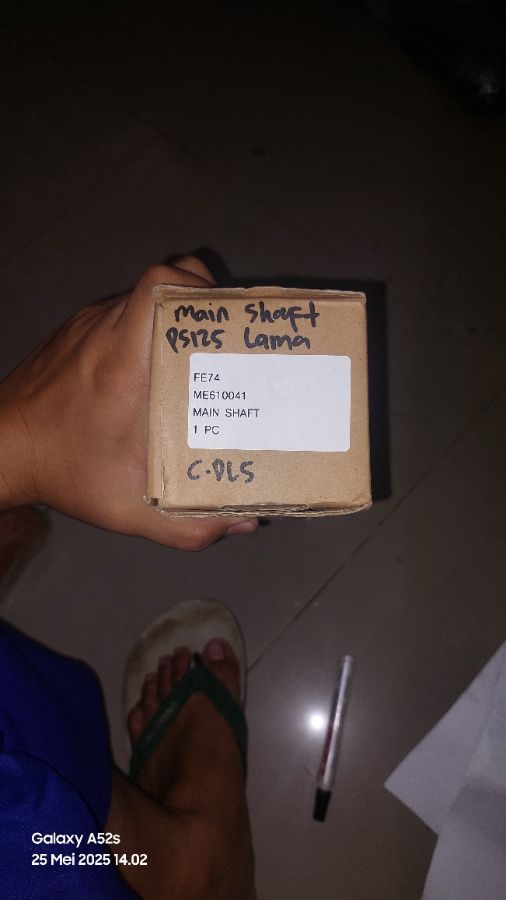 Main Shaft
PS125 Lama
FE74
ME610041
MAIN SHAFT
1 PC
C-DLS
Galaxy A52s
25 Mei 2025 14.02